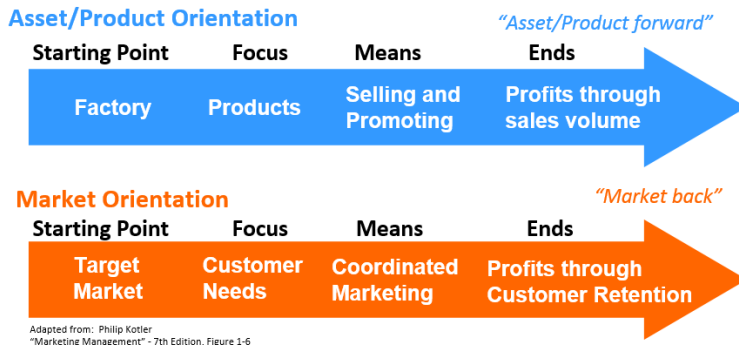 Asset/Product Orientation
“Asset/Product forward”
Starting Point Focus Means Ends
Factory Products Selling and Promoting Profits through sales volume
Market Orientation
“Market back”
Starting Point Focus Means Ends
Target Market Customer Needs Coordinated Marketing Profits through Customer Retention
Adapted from: Philip Kotler
“Marketing Management” - 7th Edition, Figure 1-6